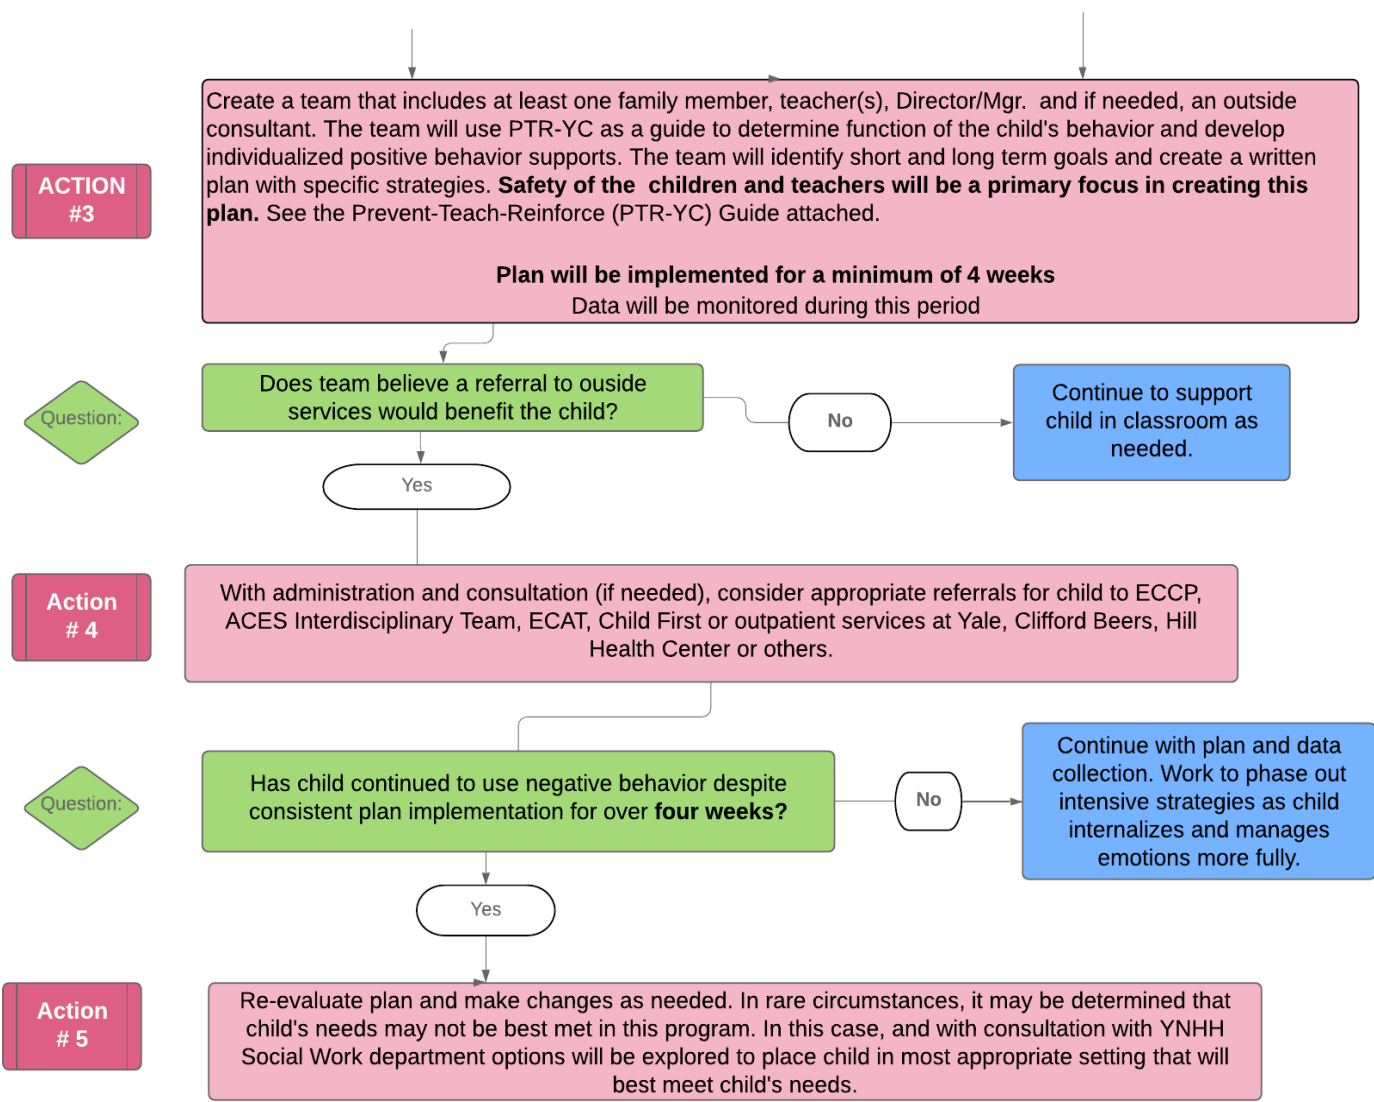 Create a team that includes at least one family member, teacher(s), Director/Mgr.  and if needed, an outside
consultant. The team will use PTR-YC as a guide to determine function of the child's behavior and develop
individualized positive behavior supports. The team will identify short and long term goals and create a written
plan with specific strategies. Safety of the  children and teachers will be a primary focus in creating this
plan. See the Prevent-Teach-Reinforce (PTR-YC) Guide attached.
Plan will be implemented for a minimum of 4 weeks
Data will be monitored during this period
ACTION
#3
Question:
Does team believe a referral to ouside
services would benefit the child?
No
Continue to support
child in classroom as
needed.
Yes
Action
# 4
With administration and consultation (if needed), consider appropriate referrals for child to ECCP,
ACES Interdisciplinary Team, ECAT, Child First or outpatient services at Yale, Clifford Beers, Hill
Health Center or others.
Question:
Has child continued to use negative behavior despite
consistent plan implementation for over four weeks?
No
Continue with plan and data
collection. Work to phase out
intensive strategies as child
internalizes and manages
emotions more fully.
Yes
Action
# 5
Re-evaluate plan and make changes as needed. In rare circumstances, it may be determined that
child's needs may not be best met in this program. In this case, and with consultation with YNHH
Social Work department options will be explored to place child in most appropriate setting that will
best meet child's needs.